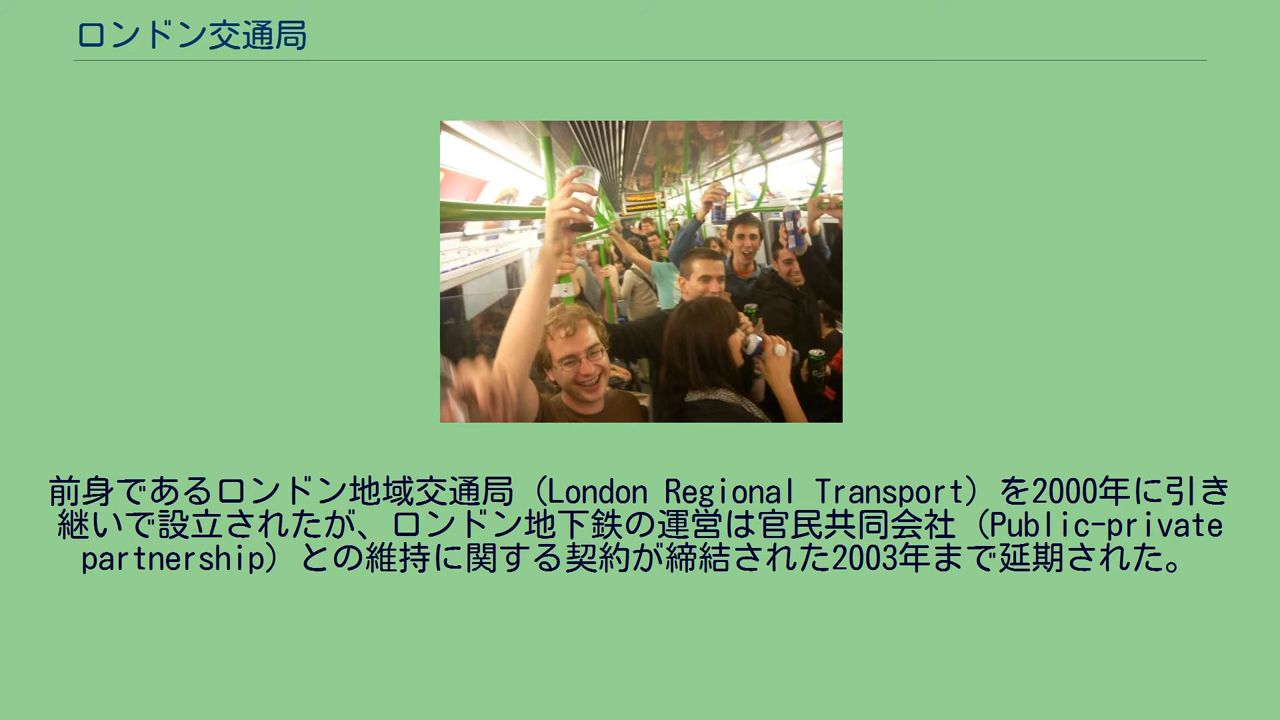 ロンドン交通局
前身であるロンドン地域交通局（London Regional Transport）を2000年に引き
継いで設立されたが、ロンドン地下鉄の運営は官民共同会社（Public-private
partnership）との維持に関する契約が締結された2003年まで延期された。